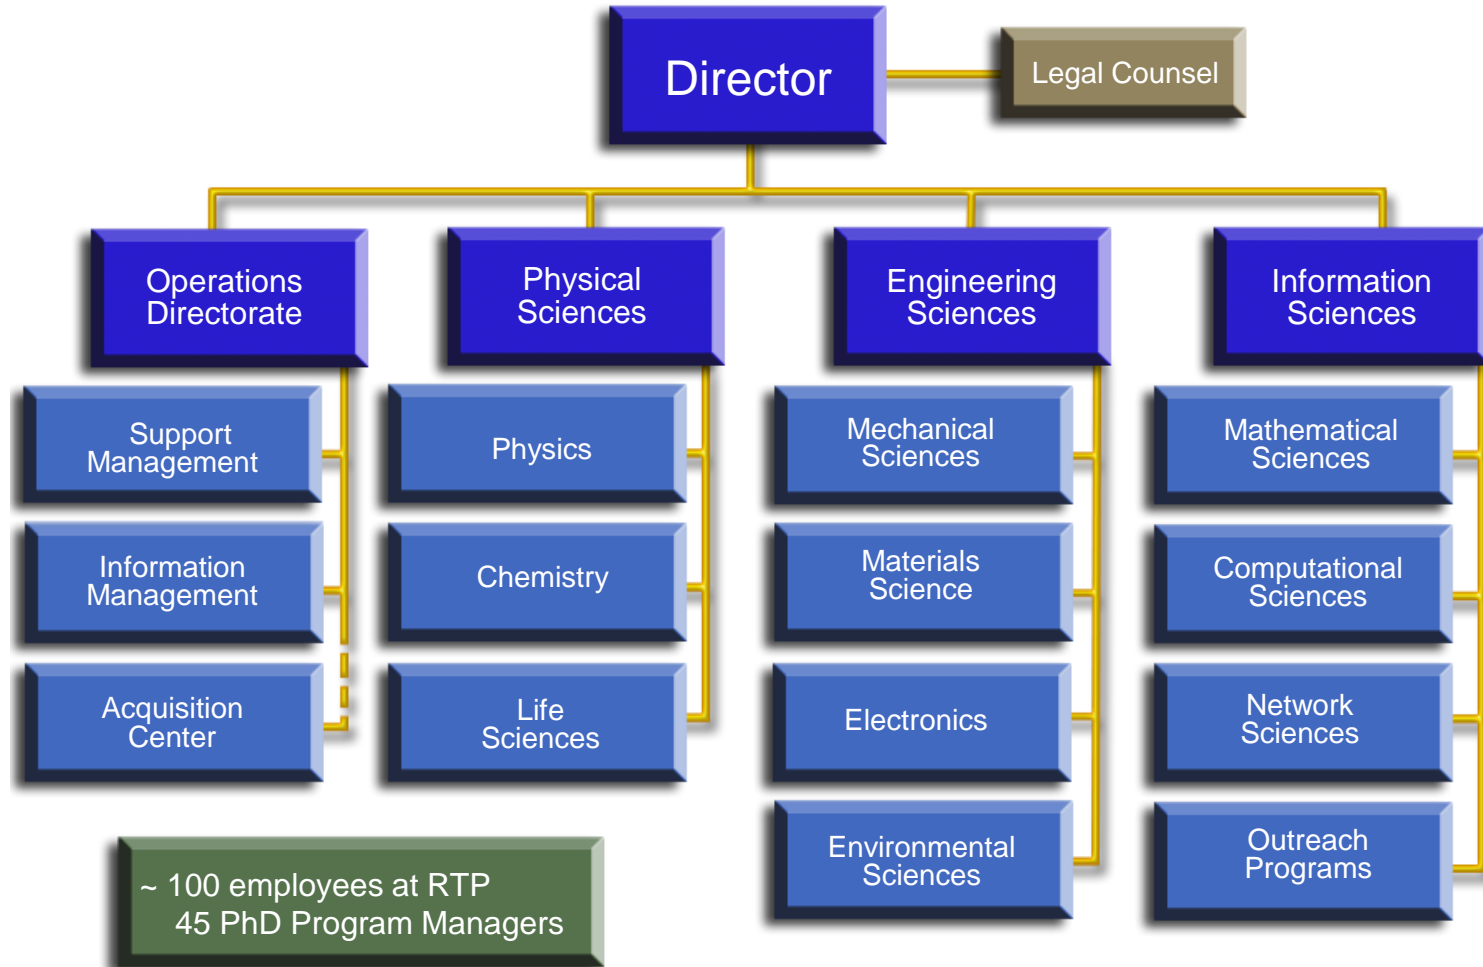 Director
Legal Counsel
Operations
Directorate
Physical
Sciences
Engineering
Sciences
Information
Sciences
Support
Management
Physics
Mechanical
Sciences
Mathematical
Sciences
Information
Management
Chemistry
Materials
Science
Computational
Sciences
Acquisition
Center
Life
Sciences
Electronics
Network
Sciences
Environmental
Sciences
Outreach
Programs
~ 100 employees at RTP
45 PhD Program Managers